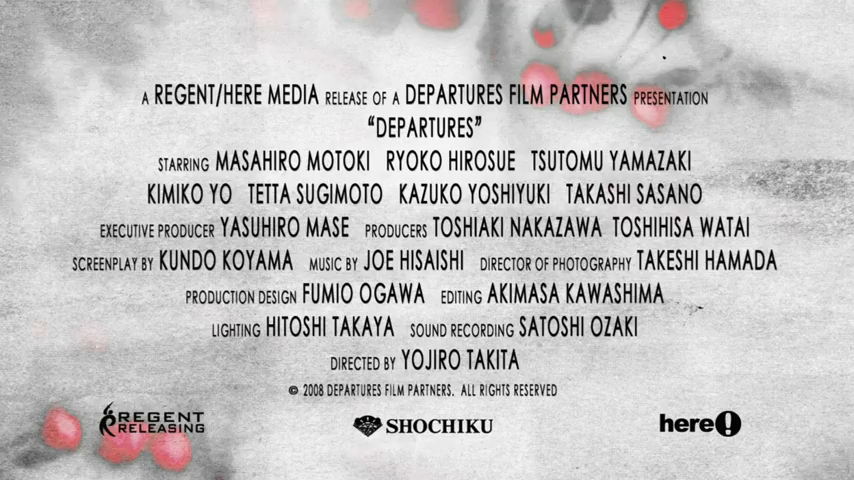 A REGENT/HERE MEDIA RELEASE OF A DEPARTURES FILM PARTNERS PRESENTATION
“DEPARTURES”
STARRING MASAHIRO MOTOKI RYOKO HIROSUE TSUTOMU YAMAZAKI
KIMIKO YO TETTA SUGIMOTO KAZUKO YOSHIYUKI TAKASHI SASANO
EXECUTIVE PRODUCER YASUHIRO MASE PRODUCERS TOSHIAKI NAKAZAWA TOSHIHISA WATAI
SCREENPLAY BY KUNDO KOYAMA MUSIC BY JOE HISAISHI DIRECTOR OF PHOTOGRAPHY TAKESHI HAMADA
PRODUCTION DESIGN FUMIO OGAWA EDITING AKIMASA KAWASHIMA
LIGHTING HITOSHI TAKAYA SOUND RECORDING SATOSHI OZAKI
DIRECTED BY YOJIRO TAKITA
© 2008 DEPARTURES FILM PARTNERS. ALL RIGHTS RESERVED
REGENT RELEASING SHOCHIKU here!